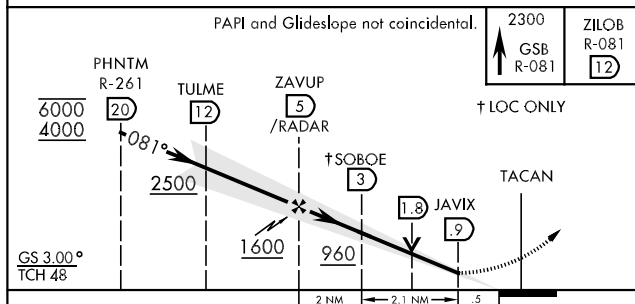 PAPI and Glideslope not coincidental.
2300
GSB
R-081
ZILOB
R-081
12
† LOC ONLY
PHNTM
R-261
20
6000
4000
TULME
12
ZAVUP
5
/RADAR
†SOBOE
3
1.8
JAVIX
.9
TACAN
081°
2500
1600
960
GS 3.00°
TCH 48
2 NM
2.1 NM
.5